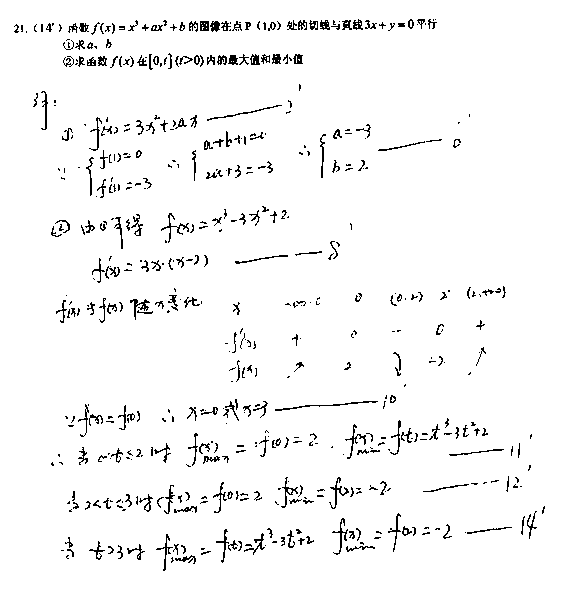 21.（14'）函数 f(x)=x³+ax²+b 的图像在点 P（1,0）处的切线与直线3x+y=0平行
①求a、b
②求函数 f(x) 在[0,t](t>0)内的最大值和最小值
解：
① f'(x)=3x²+2ax ——— 2'
∵ { f(1)=0 f'(1)=-3 ∴ { a+b+1=0 2a+3=-3 ∴ { a=-3 b=2 ———
② 由①可得 f(x)=x³-3x²+2
f'(x)=3x·(x-2) ——— 8'
f'(x)与f(x)随x变化 x 0 (0,2) 2 (2,+∞)
f'(x) + 0 - 0 +
f(x) ↗ 2 ↘ -2 ↗
∵ f(x)=f(0) ∴ x=0或x=3 ——— 10'
∴ 当 0<t≤2时 f(x)max=f(0)=2 . f(x)min=f(t)=t³-3t²+2 ——— 11'
当2<t≤3时 f(x)max=f(0)=2 f(x)min=f(2)=-2 ——— 12'
当 t>3时 f(x)max=f(t)=t³-3t²+2 f(x)min=f(2)=-2 ——— 14'